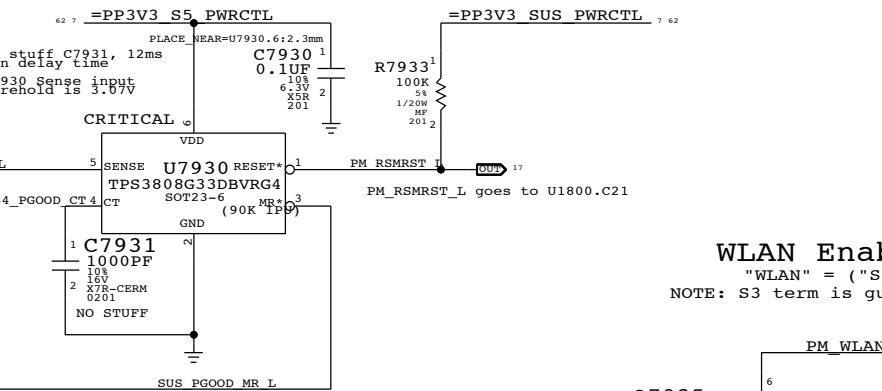 62 7 =PP3V3_S5_PWRCTL
=PP3V3_SUS_PWRCTL 7 62
PLACE_NEAR=U7930.6:2.3mm
stuff C7931, 12ms
n delay time
930 Sense input
reshold is 3.07V
C7930 1
0.1UF
10%
6.3V
X5R
201
2
R7933 1
100K
5%
1/20W
MF
201 2
CRITICAL 6
VDD
5 SENSE U7930 RESET* 1
TPS3808G33DBVRG4
SOT23-6
4_PGOOD_CT 4 CT MR* 3
(90K IPU)
GND
2
PM_RSMRST_L OUT 17
PM_RSMRST_L goes to U1800.C21
1 C7931
1000PF
10%
16V
2 X7R-CERM
0201
NO STUFF
SUS_PGOOD_MR_L
WLAN Enab
"WLAN" = ("S
NOTE: S3 term is gu
PM_WLAN
6